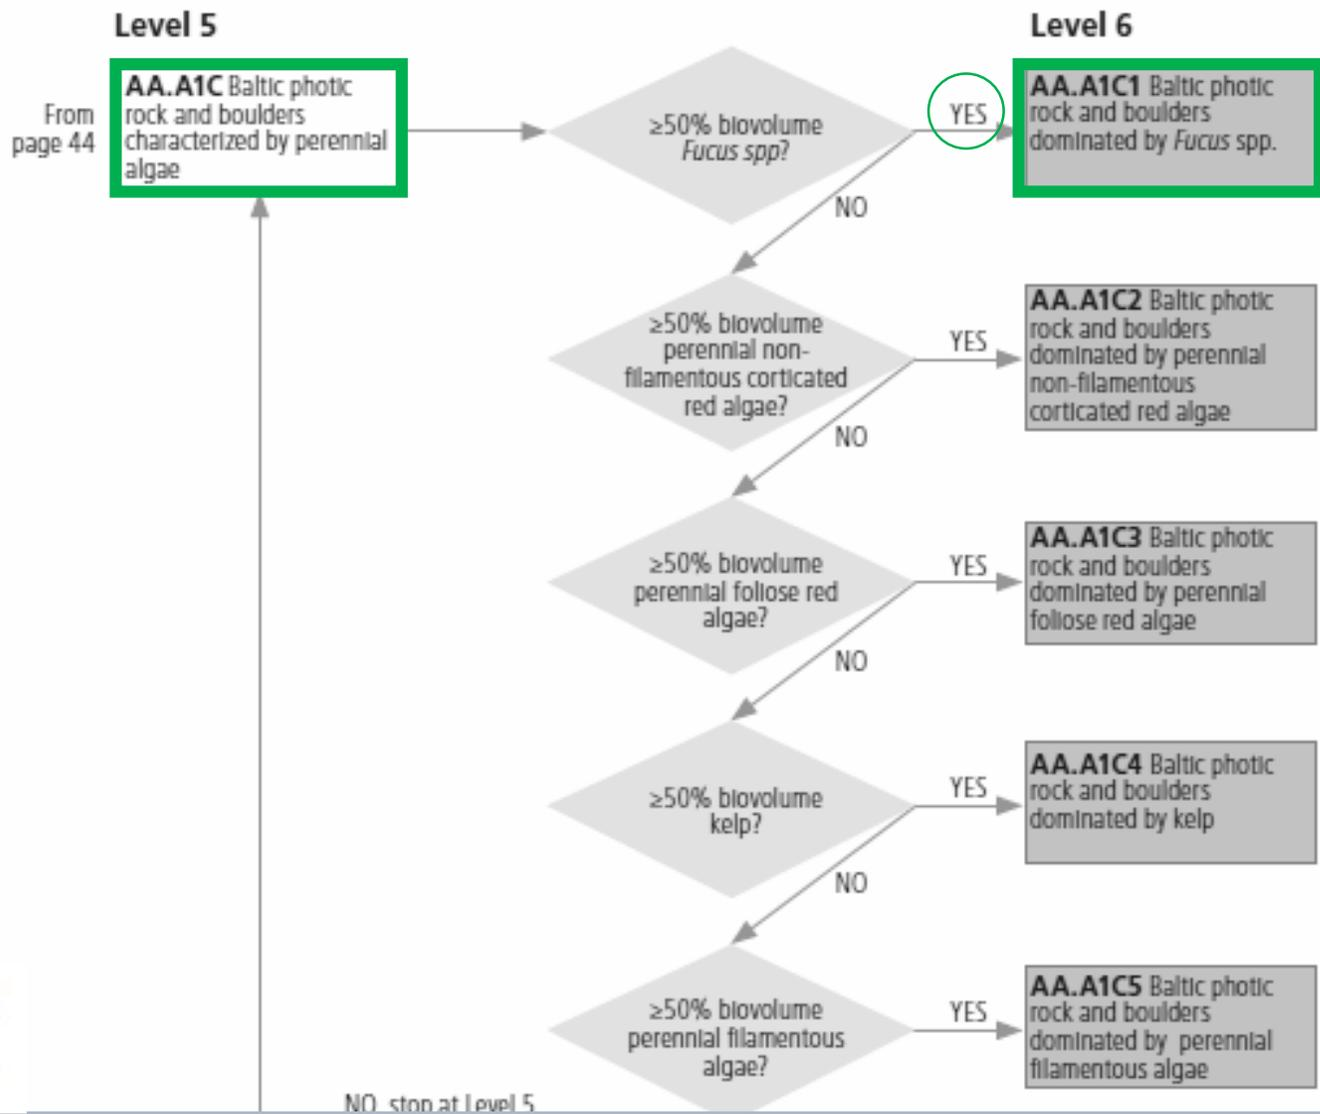 Level 5
Level 6
From
page 44
AA.A1C Baltic photic
rock and boulders
characterized by perennial
algae
≥50% biovolume
Fucus spp?
YES
NO
AA.A1C1 Baltic photic
rock and boulders
dominated by Fucus spp.
≥50% biovolume
perennial non-
filamentous corticated
red algae?
YES
NO
AA.A1C2 Baltic photic
rock and boulders
dominated by perennial
non-filamentous
corticated red algae
≥50% biovolume
perennial foliose red
algae?
YES
NO
AA.A1C3 Baltic photic
rock and boulders
dominated by perennial
foliose red algae
≥50% biovolume
kelp?
YES
NO
AA.A1C4 Baltic photic
rock and boulders
dominated by kelp
≥50% biovolume
perennial filamentous
algae?
YES
AA.A1C5 Baltic photic
rock and boulders
dominated by perennial
filamentous algae
NO, stop at Level 5